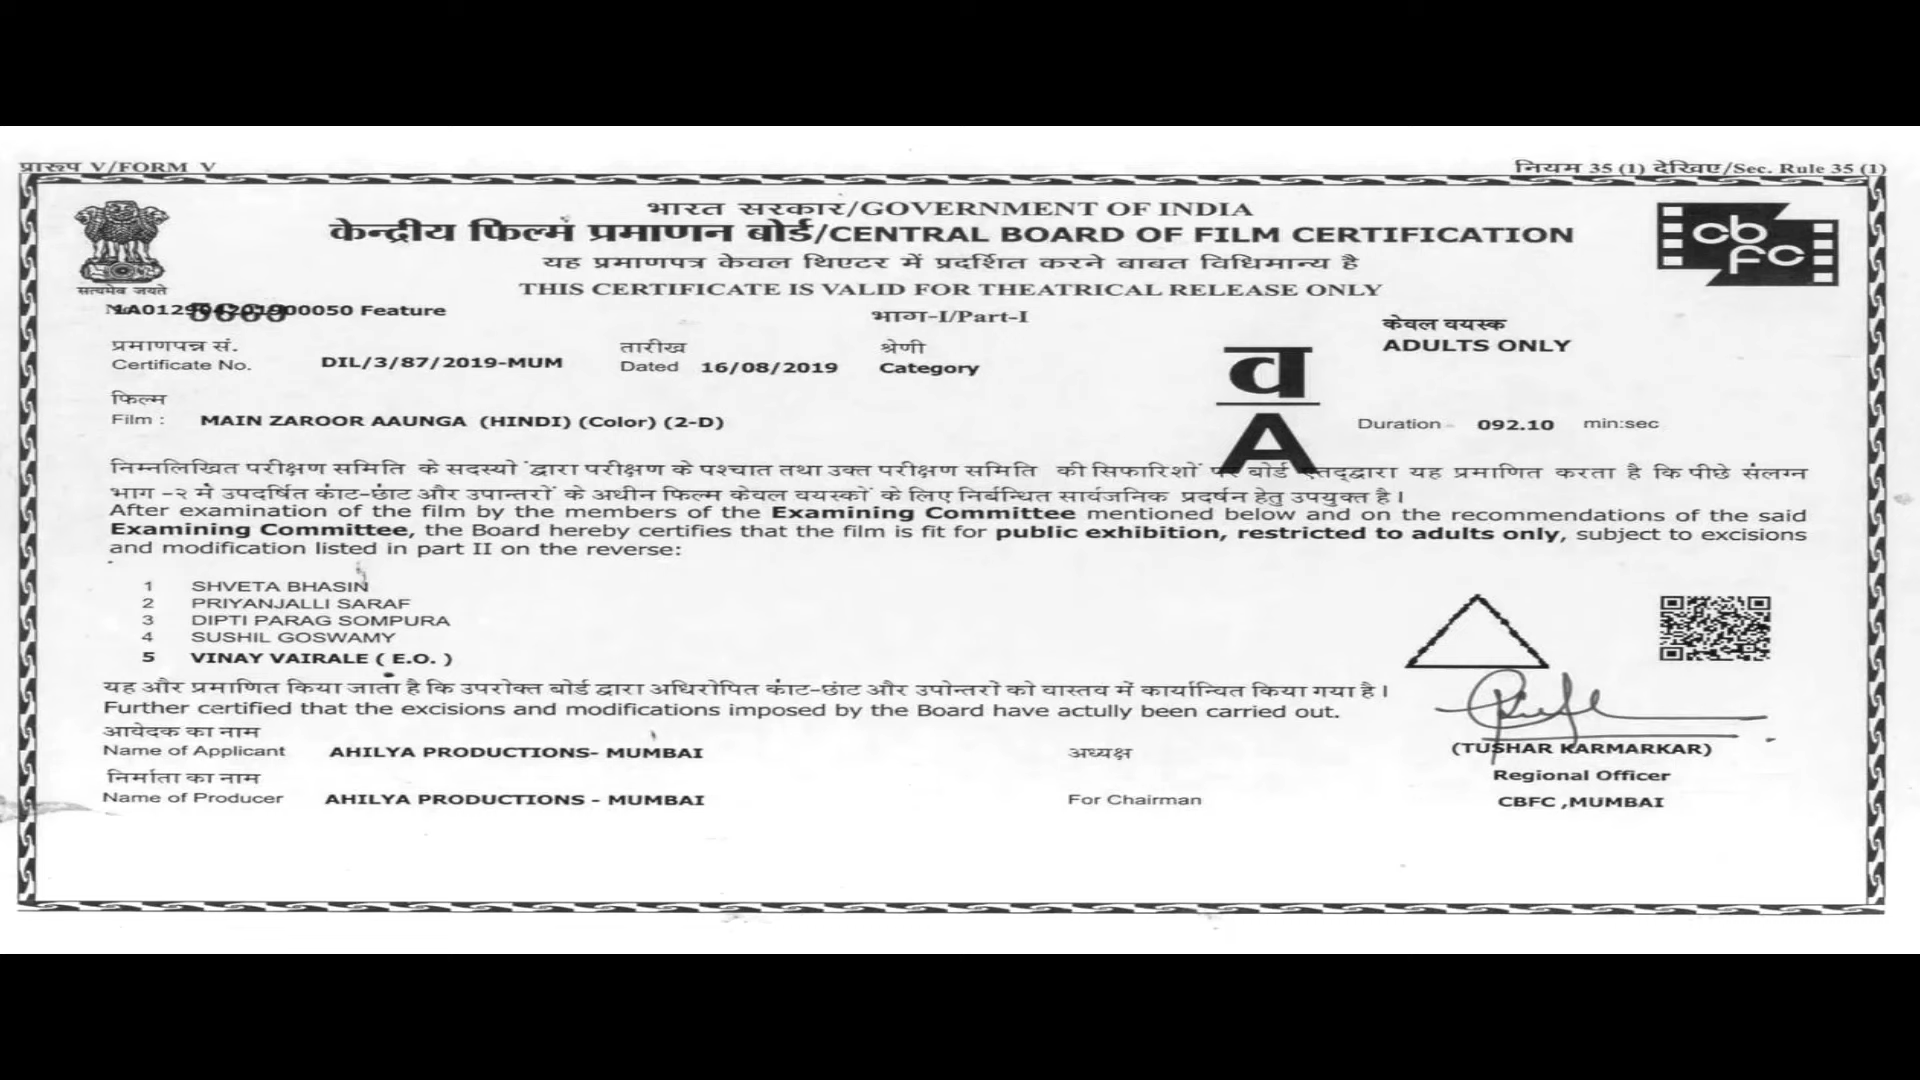 प्रारूप V/FORM V
नियम 35 (1) देखिए/Sec. Rule 35 (1)
भारत सरकार/GOVERNMENT OF INDIA
केन्द्रीय फिल्म प्रमाणन बोर्ड/CENTRAL BOARD OF FILM CERTIFICATION
cbfc
यह प्रमाणपत्र केवल थिएटर में प्रदर्शित करने बाबत विधिमान्य है
सत्यमेव जयते
THIS CERTIFICATE IS VALID FOR THEATRICAL RELEASE ONLY
Feature
भाग-I/Part-I
केवल वयस्क
ADULTS ONLY
प्रमाणपत्र सं.
Certificate No. DIL/3/87/2019-MUM
तारीख
Dated 16/08/2019
श्रेणी
Category
व
A
फिल्म
Film : MAIN ZAROOR AAUNGA (HINDI) (Color) (2-D)
Duration 092.10 min:sec
निम्नलिखित परीक्षण समिति के सदस्यों द्वारा परीक्षण के पश्चात तथा उक्त परीक्षण समिति की सिफारिशों पर बोर्ड एतद्द्वारा यह प्रमाणित करता है कि पीछे संलग्न
भाग -२ में उपदर्षित कांट-छांट और उपान्तरों के अधीन फिल्म केवल वयस्कों के लिए निर्बन्धित सार्वजनिक प्रदर्षन हेतु उपयुक्त है।
After examination of the film by the members of the Examining Committee mentioned below and on the recommendations of the said
Examining Committee, the Board hereby certifies that the film is fit for public exhibition, restricted to adults only, subject to excisions
and modification listed in part II on the reverse:
1 SHVETA BHASIN
2 PRIYANJALLI SARAF
3 DIPTI PARAG SOMPURA
4 SUSHIL GOSWAMY
5 VINAY VAIRALE ( E.O. )
यह और प्रमाणित किया जाता है कि उपरोक्त बोर्ड द्वारा अधिरोपित कांट-छांट और उपोन्तरों को वास्तव में कार्यान्वित किया गया है।
Further certified that the excisions and modifications imposed by the Board have actully been carried out.
आवेदक का नाम
Name of Applicant AHILYA PRODUCTIONS- MUMBAI
अध्यक्ष
(TUSHAR KARMARKAR)
निर्माता का नाम
Regional Officer
Name of Producer AHILYA PRODUCTIONS - MUMBAI
For Chairman
CBFC ,MUMBAI